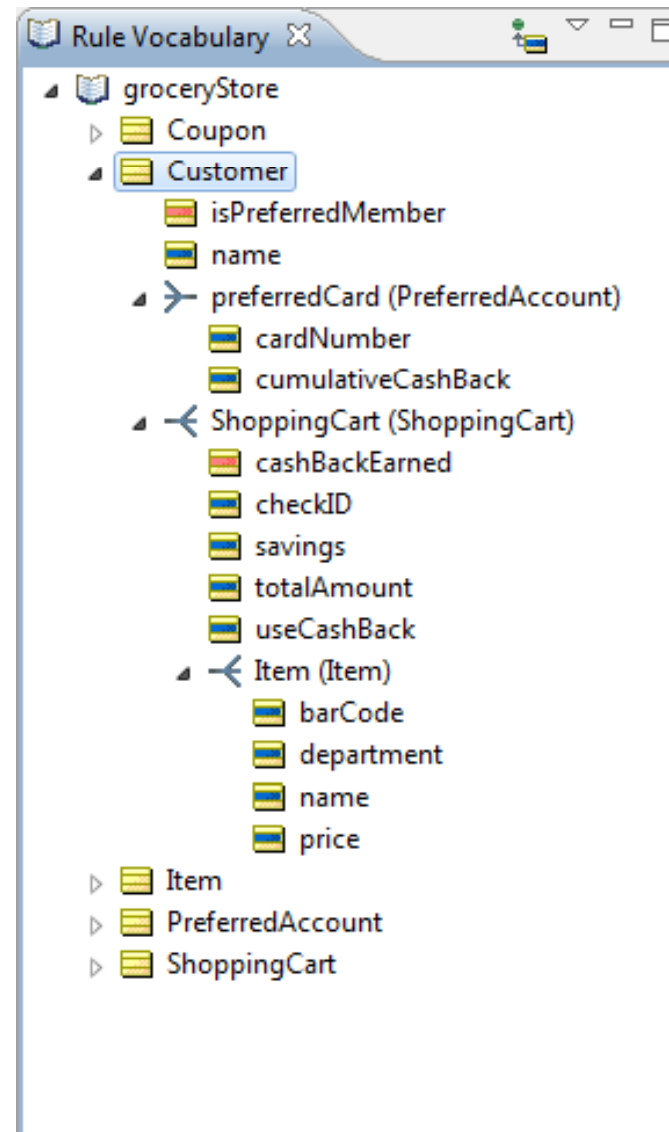 Rule Vocabulary
groceryStore
Coupon
Customer
isPreferredMember
name
preferredCard (PreferredAccount)
cardNumber
cumulativeCashBack
ShoppingCart (ShoppingCart)
cashBackEarned
checkID
savings
totalAmount
useCashBack
Item (Item)
barCode
department
name
price
Item
PreferredAccount
ShoppingCart